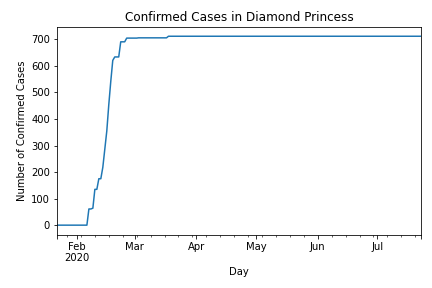 Confirmed Cases in Diamond Princess
Number of Confirmed Cases
700
600
500
400
300
200
100
0
Feb Mar Apr May Jun Jul
2020
Day